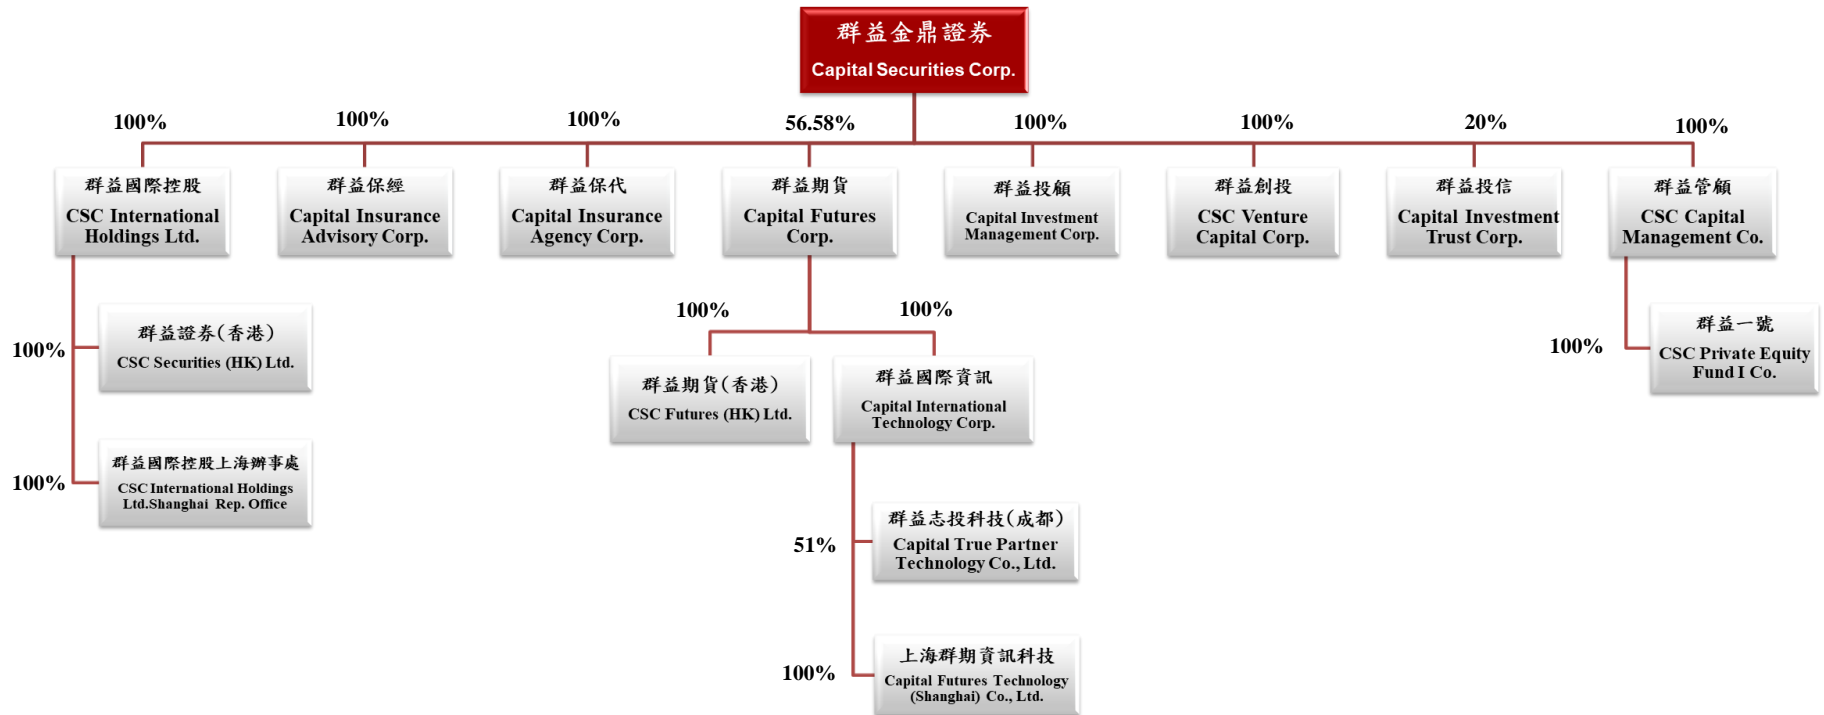 群益金鼎證券
Capital Securities Corp.
100%
100%
100%
56.58%
100%
100%
20%
100%
群益國際控股
CSC International
Holdings Ltd.
群益保經
Capital Insurance
Advisory Corp.
群益保代
Capital Insurance
Agency Corp.
群益期貨
Capital Futures
Corp.
群益投顧
Capital Investment
Management Corp.
群益創投
CSC Venture
Capital Corp.
群益投信
Capital Investment
Trust Corp.
群益管顧
CSC Capital
Management Co.
100%
群益證券(香港)
CSC Securities (HK) Ltd.
100%
群益國際控股上海辦事處
CSC International Holdings
Ltd.Shanghai Rep. Office
100%
100%
群益期貨(香港)
CSC Futures (HK) Ltd.
群益國際資訊
Capital International
Technology Corp.
51%
群益志投科技(成都)
Capital True Partner
Technology Co., Ltd.
100%
上海群期資訊科技
Capital Futures Technology
(Shanghai) Co., Ltd.
100%
群益一號
CSC Private Equity
Fund I Co.